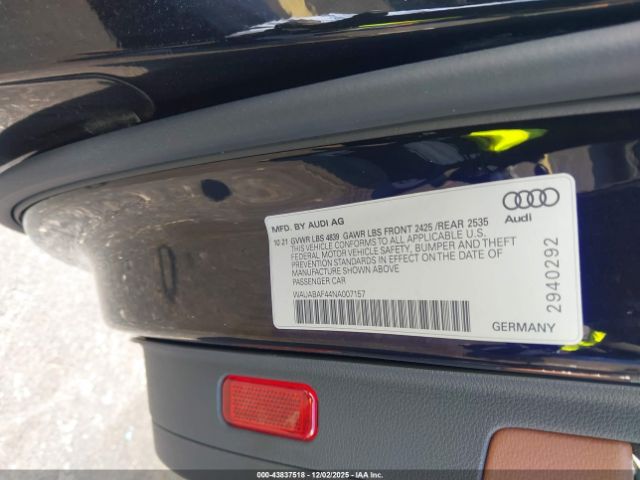 MFD. BY AUDI AG
10 21 GVWR LBS 4839 GAWR LBS FRONT 2425 /REAR 2535
THIS VEHICLE CONFORMS TO ALL APPLICABLE U.S.
FEDERAL MOTOR VEHICLE SAFETY, BUMPER AND THEFT
PREVENTION STANDARDS IN EFFECT ON THE DATE OF
MANUFACTURE SHOWN ABOVE
PASSENGER CAR
WAUABAF44NA007157
Audi
2940292
GERMANY
000-43837518 - 12/02/2025 - IAAI.COM